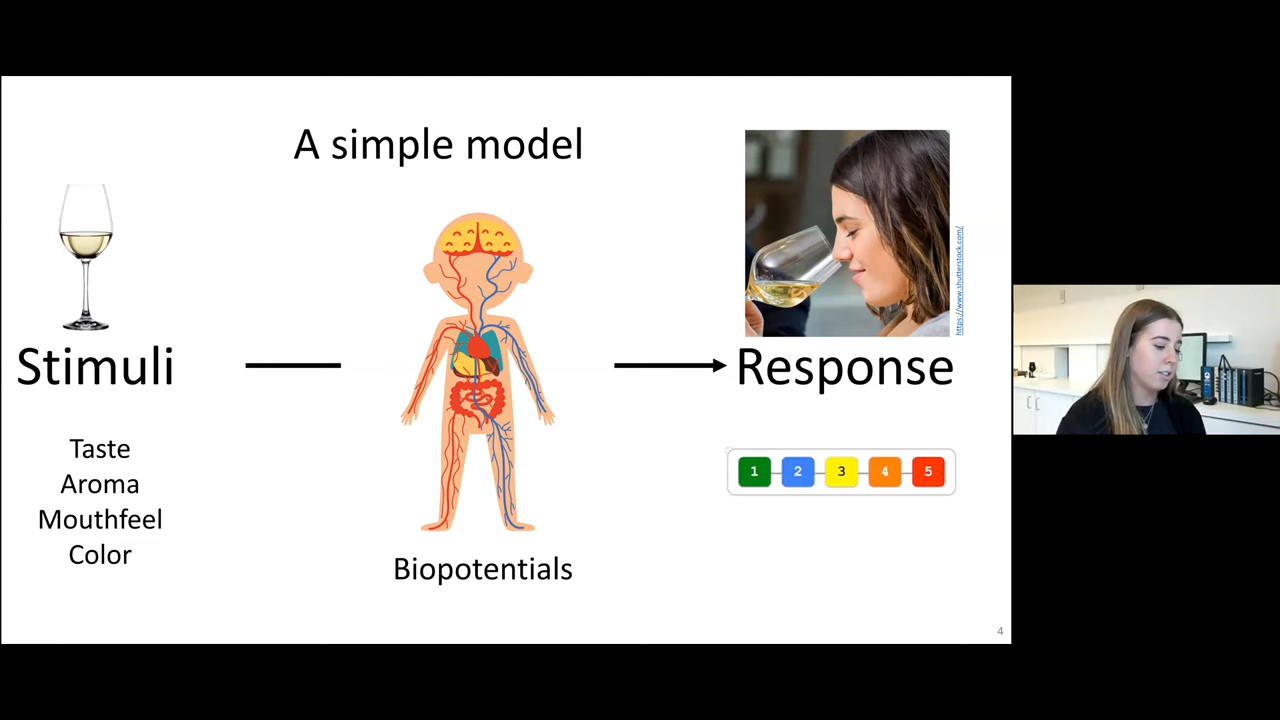 A simple model
https://www.shutterstock.com/
Stimuli
Response
Taste
Aroma
Mouthfeel
Color
1 2 3 4 5
Biopotentials
4